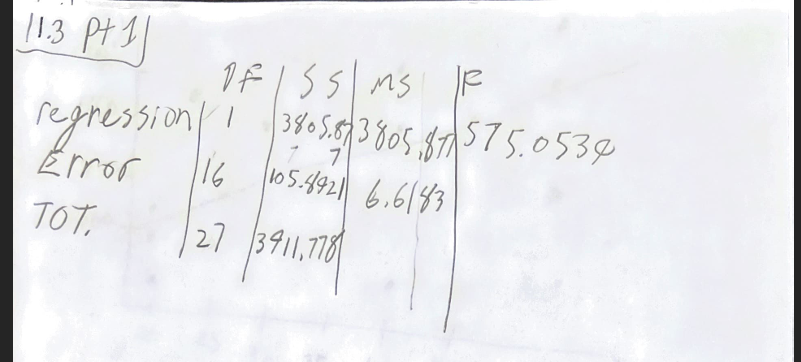 11.3 pt 1
DF SS MS F
regression 1 3805.877 3805.877 575.0534
Error 16 105.8921 6.6183
TOT. 27 3911.778